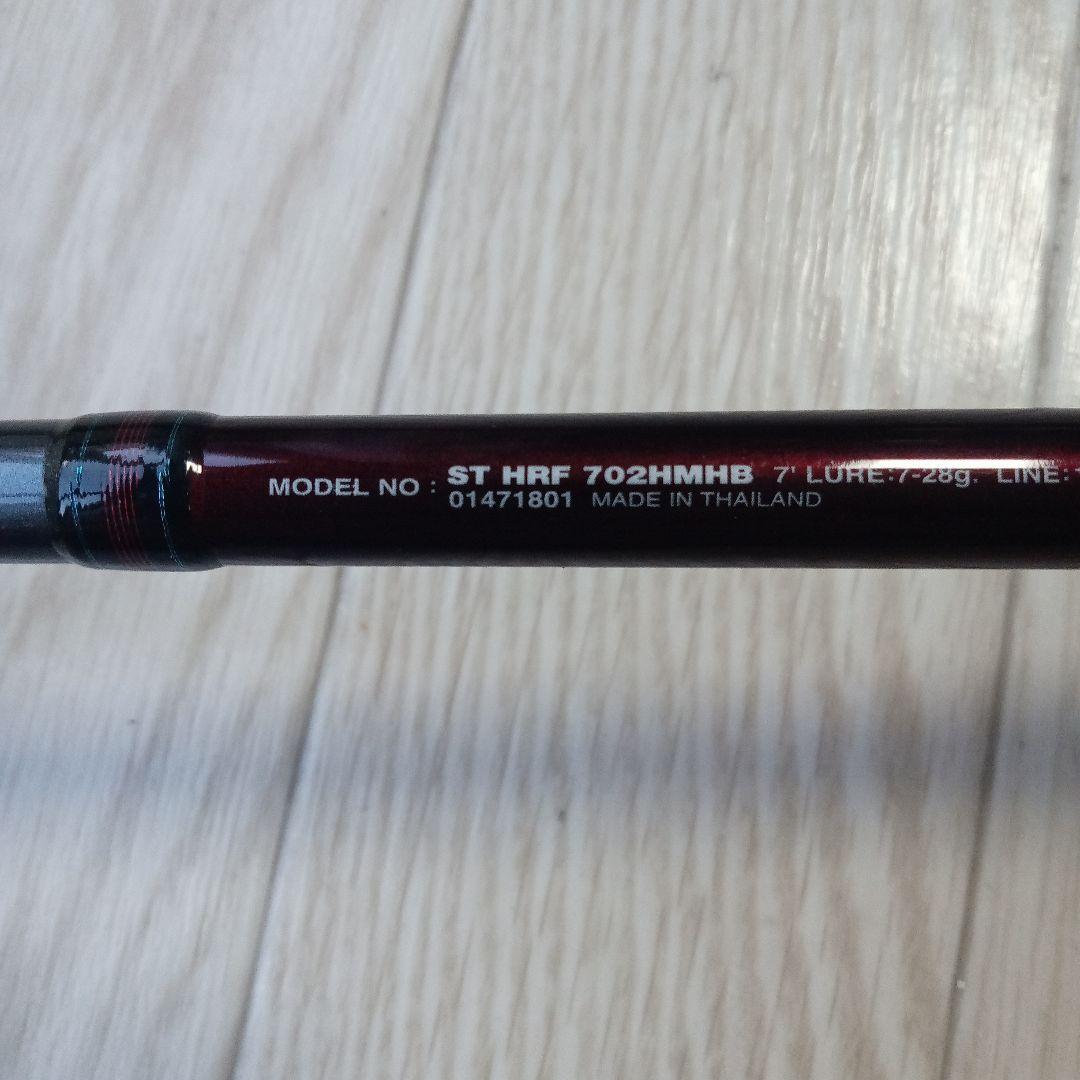 MODEL NO : ST HRF 702HMHB 7' LURE:7-28g. LINE:
01471801 MADE IN THAILAND